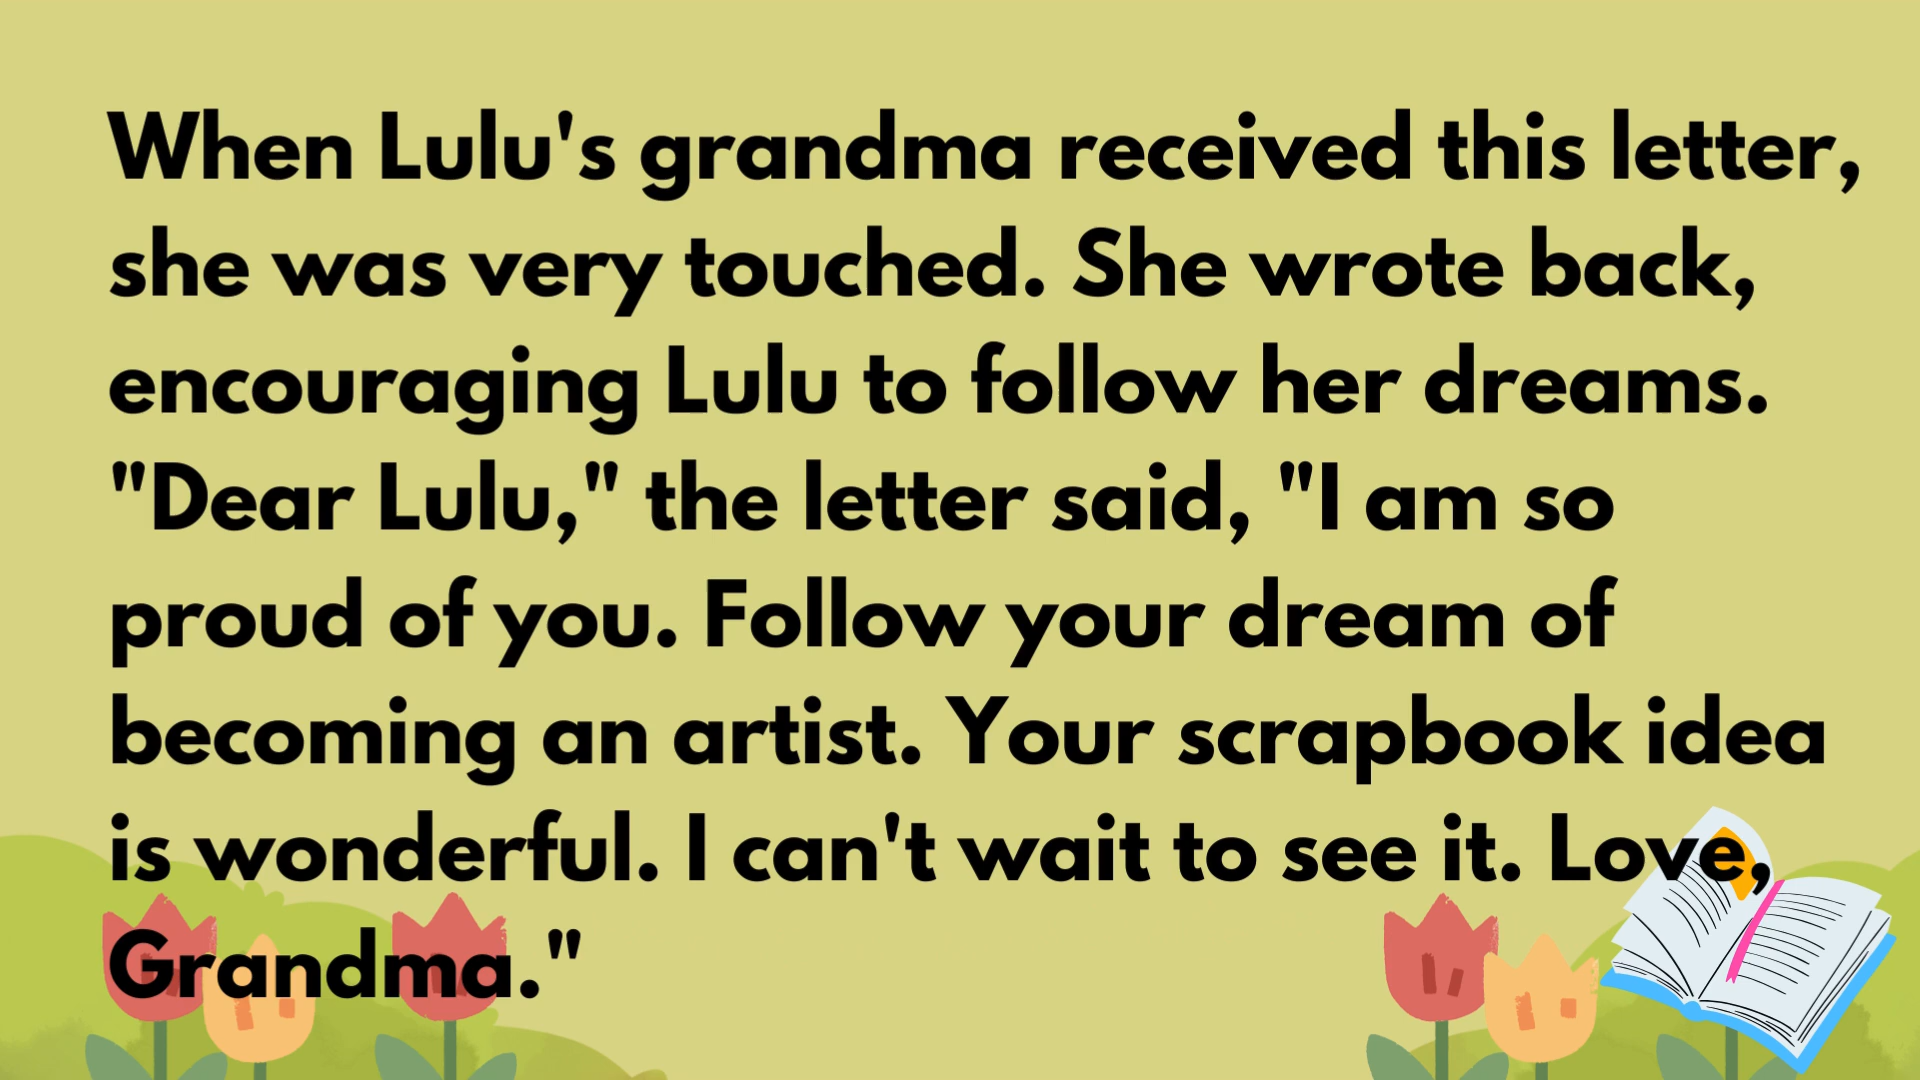 When Lulu's grandma received this letter,
she was very touched. She wrote back,
encouraging Lulu to follow her dreams.
"Dear Lulu," the letter said, "I am so
proud of you. Follow your dream of
becoming an artist. Your scrapbook idea
is wonderful. I can't wait to see it. Love,
Grandma."